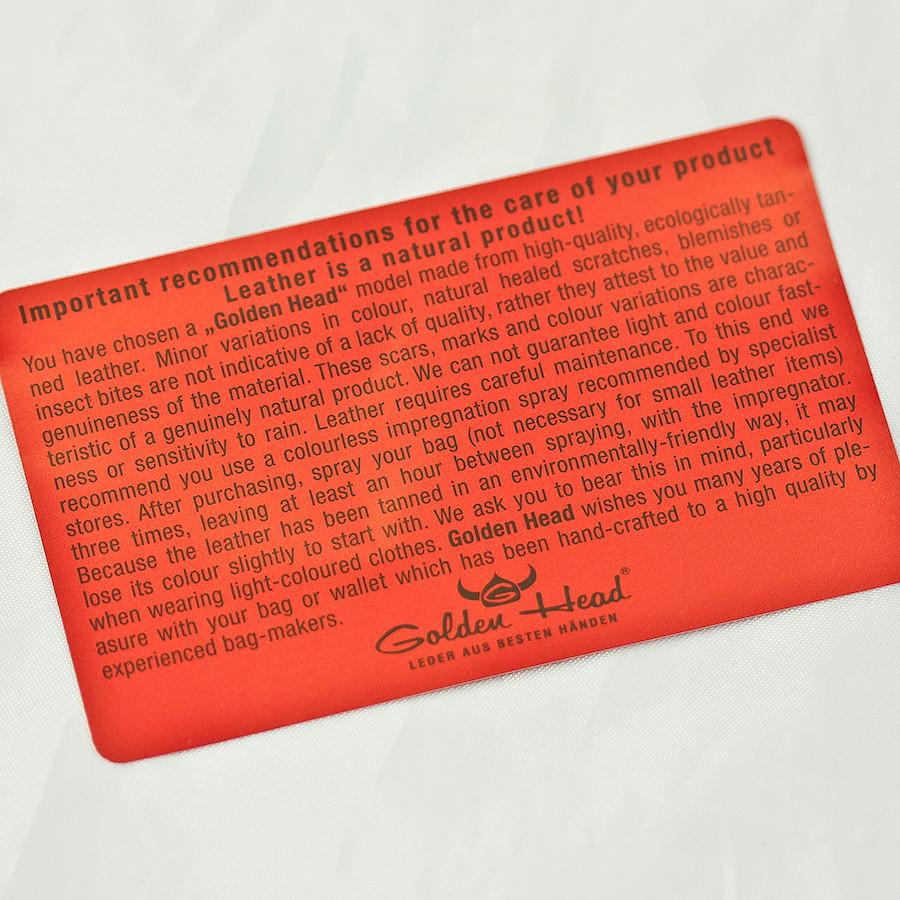 Important recommendations for the care of your product
Leather is a natural product!
You have chosen a „Golden Head“ model made from high-quality, ecologically tan-
ned leather. Minor variations in colour, natural healed scratches, blemishes or
insect bites are not indicative of a lack of quality, rather they attest to the value and
genuineness of the material. These scars, marks and colour variations are charac-
teristic of a genuinely natural product. We can not guarantee light and colour fast-
ness or sensitivity to rain. Leather requires careful maintenance. To this end we
recommend you use a colourless impregnation spray recommended by specialist
stores. After purchasing, spray your bag (not necessary for small leather items)
three times, leaving at least an hour between spraying, with the impregnator.
Because the leather has been tanned in an environmentally-friendly way, it may
lose its colour slightly to start with. We ask you to bear this in mind, particularly
when wearing light-coloured clothes. Golden Head wishes you many years of ple-
asure with your bag or wallet which has been hand-crafted to a high quality by
experienced bag-makers.
Golden Head®
LEDER AUS BESTEN HÄNDEN